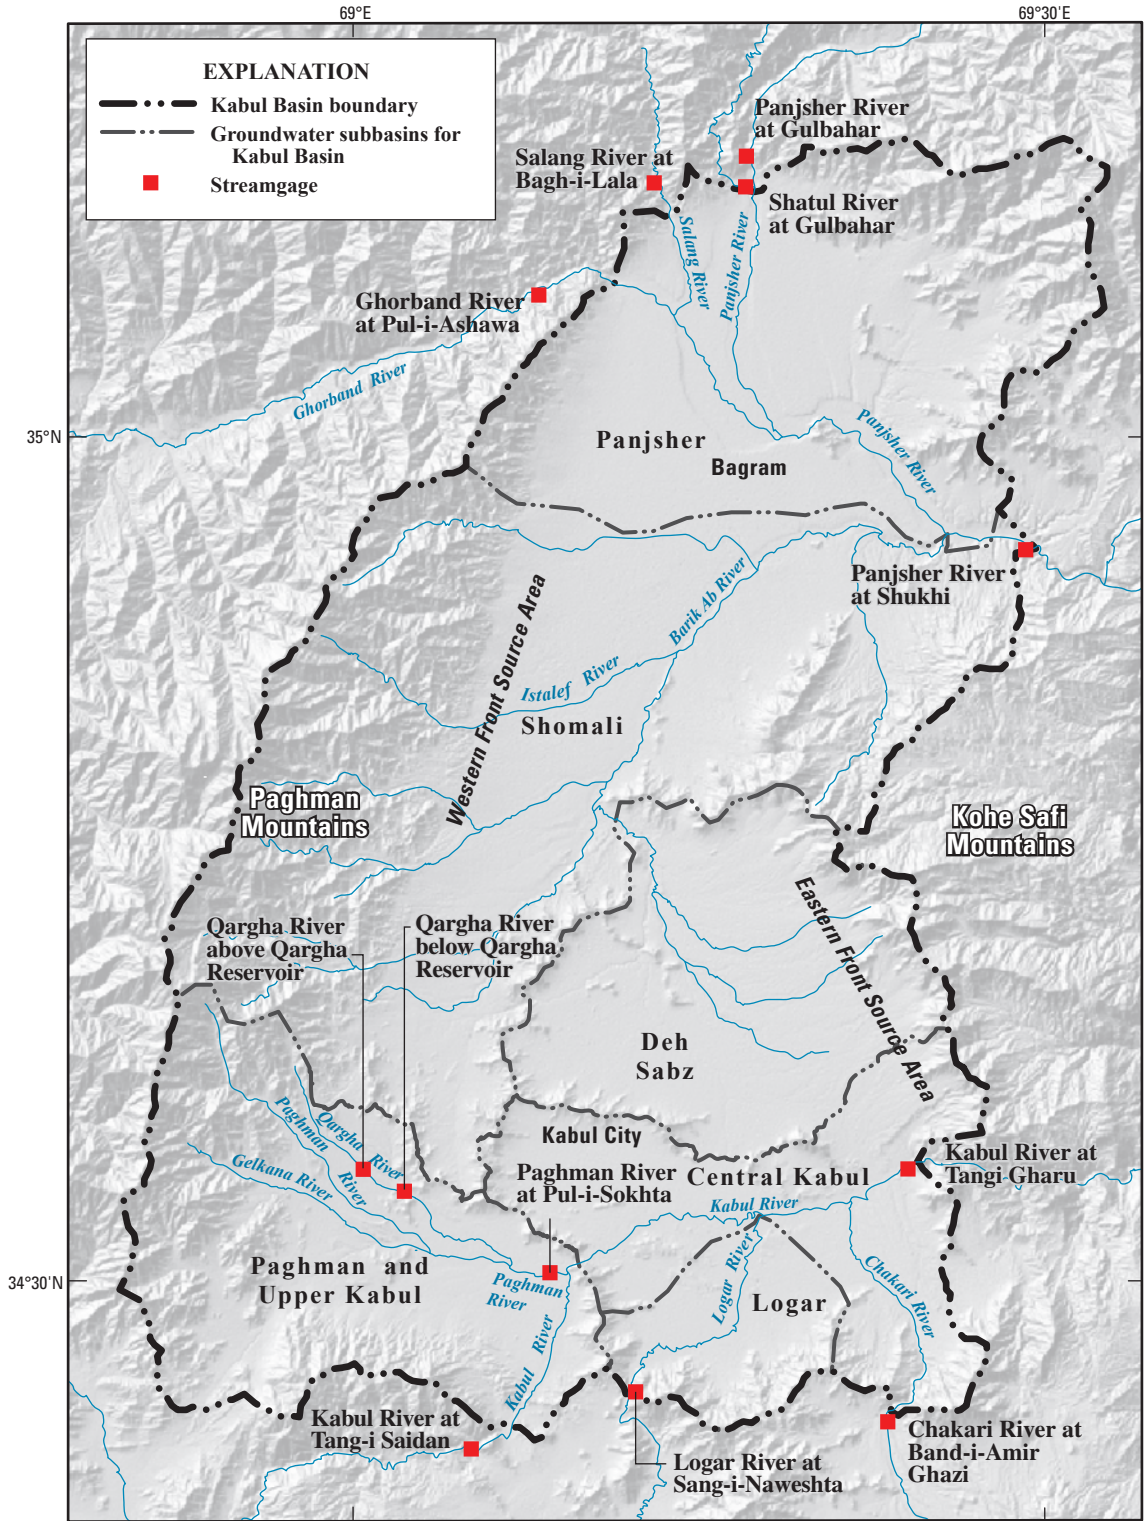 69°E
69°30'E
EXPLANATION
Kabul Basin boundary
Groundwater subbasins for
Kabul Basin
Streamgage
Panjsher River
at Gulbahar
Salang River at
Bagh-i-Lala
Shatul River
at Gulbahar
Salang River
Panjsher River
Ghorband River
at Pul-i-Ashawa
Ghorband River
35°N
Panjsher
Bagram
Panjsher River
Panjsher River
at Shukhi
Barik Ab River
Western Front Source Area
Istalef River
Shomali
Paghman
Mountains
Kohe Safi
Mountains
Eastern Front Source Area
Qargha River
above Qargha
Reservoir
Qargha River
below Qargha
Reservoir
Deh
Sabz
Paghman River
Qargha River
Gelkana River
Kabul City
Paghman River
at Pul-i-Sokhta
Central Kabul
Kabul River at
Tangi Gharu
Kabul River
Logar River
Chakari River
34°30'N
Paghman and
Upper Kabul
Paghman
River
Logar
Kabul River
Kabul River at
Tang-i Saidan
Logar River at
Sang-i-Naweshta
Chakari River at
Band-i-Amir
Ghazi